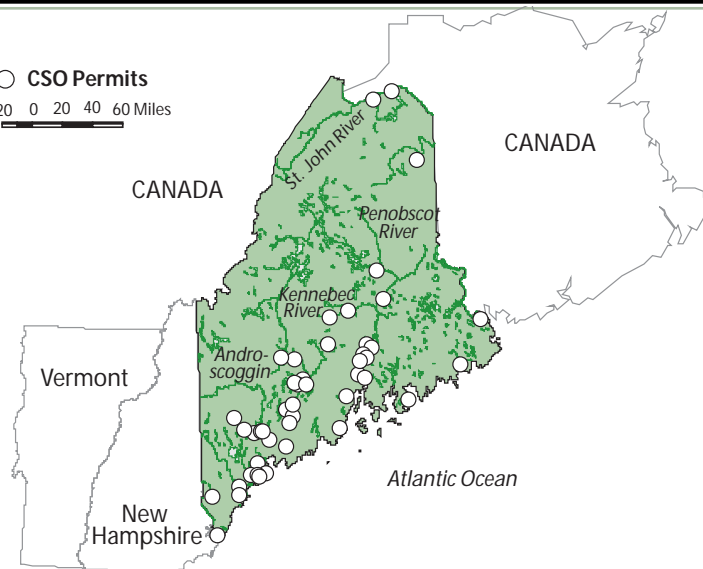 CSO Permits
20 0 20 40 60 Miles
CANADA
CANADA
St. John River
Penobscot
River
Kennebec
River
Andro-
scoggin
Vermont
New
Hampshire
Atlantic Ocean